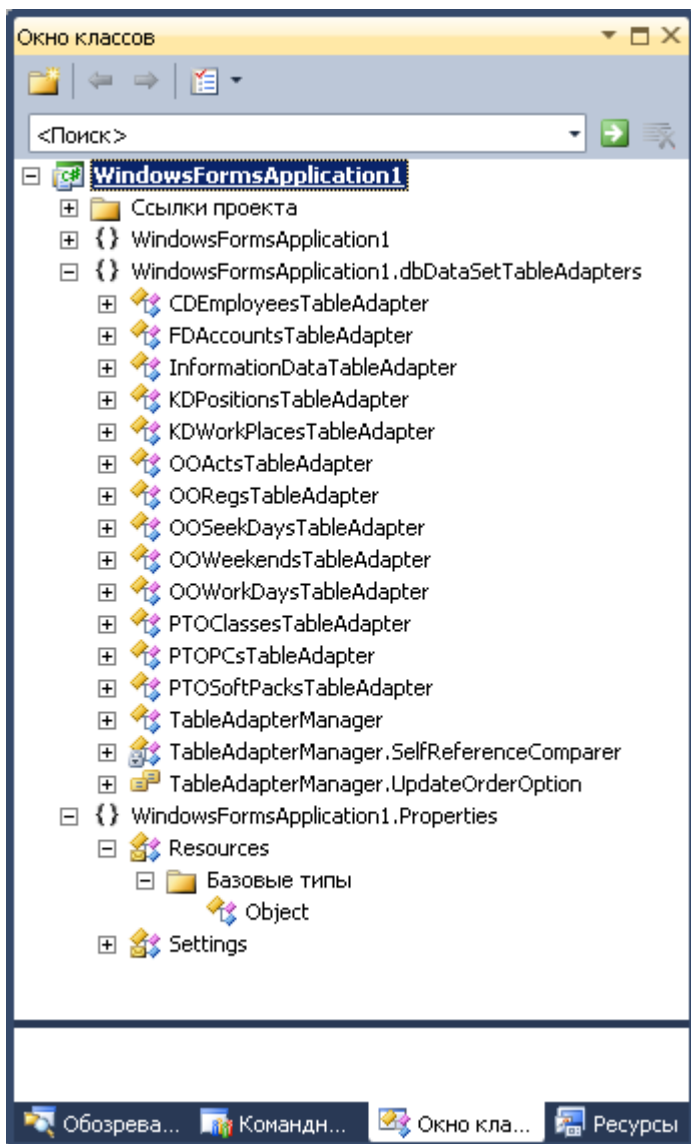 Окно классов
<Поиск>
WindowsFormsApplication1
Ссылки проекта
{} WindowsFormsApplication1
{} WindowsFormsApplication1.dbDataSetTableAdapters
CDEmployeesTableAdapter
FDAccountsTableAdapter
InformationDataTableAdapter
KDPositionsTableAdapter
KDWorkPlacesTableAdapter
OOActsTableAdapter
OORegsTableAdapter
OOSeekDaysTableAdapter
OOWeekendsTableAdapter
OOWorkDaysTableAdapter
PTOClassesTableAdapter
PTOPCsTableAdapter
PTOSoftPacksTableAdapter
TableAdapterManager
TableAdapterManager.SelfReferenceComparer
TableAdapterManager.UpdateOrderOption
{} WindowsFormsApplication1.Properties
Resources
Базовые типы
Object
Settings
Обозрева... Командн... Окно кла... Ресурсы